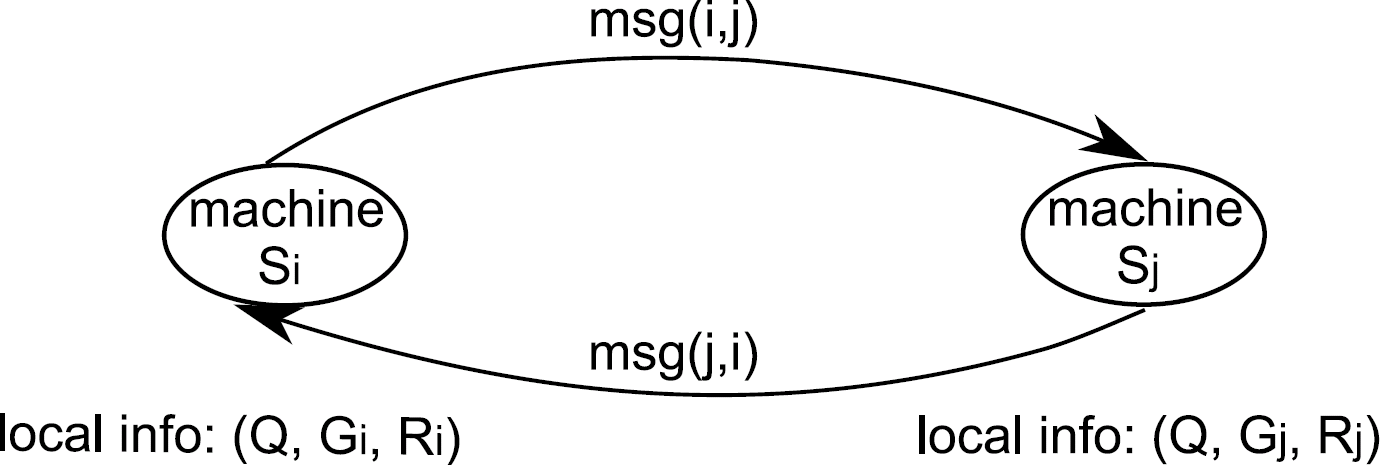 msg(i,j)
machine
Si
machine
Sj
msg(j,i)
local info: (Q, Gi, Ri)
local info: (Q, Gj, Rj)